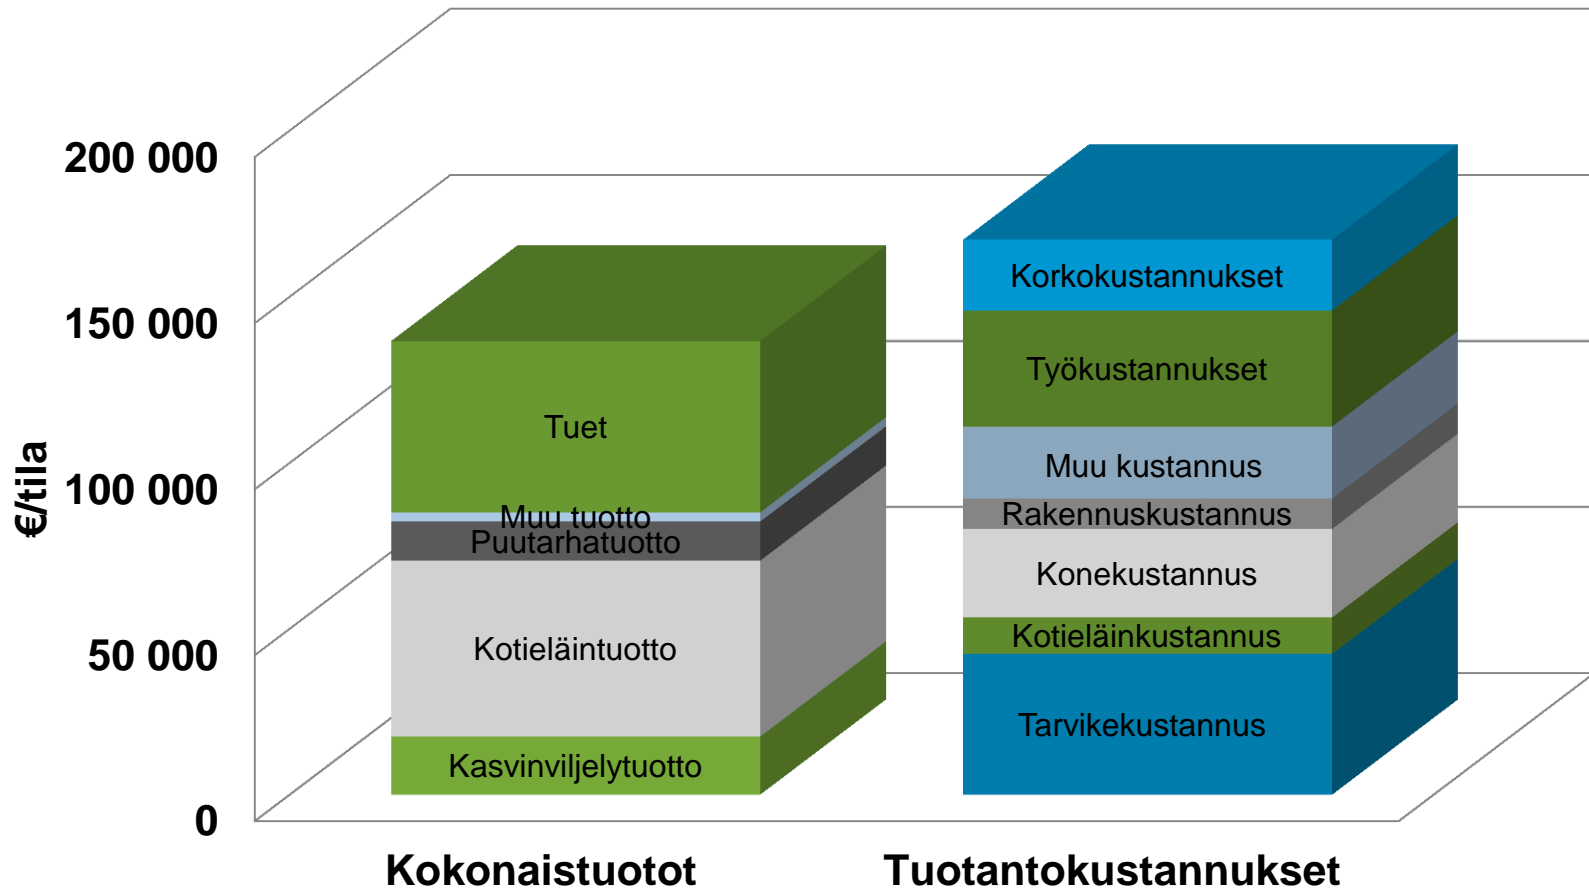 200 000
150 000
100 000
50 000
0
€/tila
Tuet
Muu tuotto
Puutarhatuotto
Kotieläintuotto
Kasvinviljelytuotto
Korkokustannukset
Työkustannukset
Muu kustannus
Rakennuskustannus
Konekustannus
Kotieläinkustannus
Tarvikekustannus
Kokonaistuotot
Tuotantokustannukset